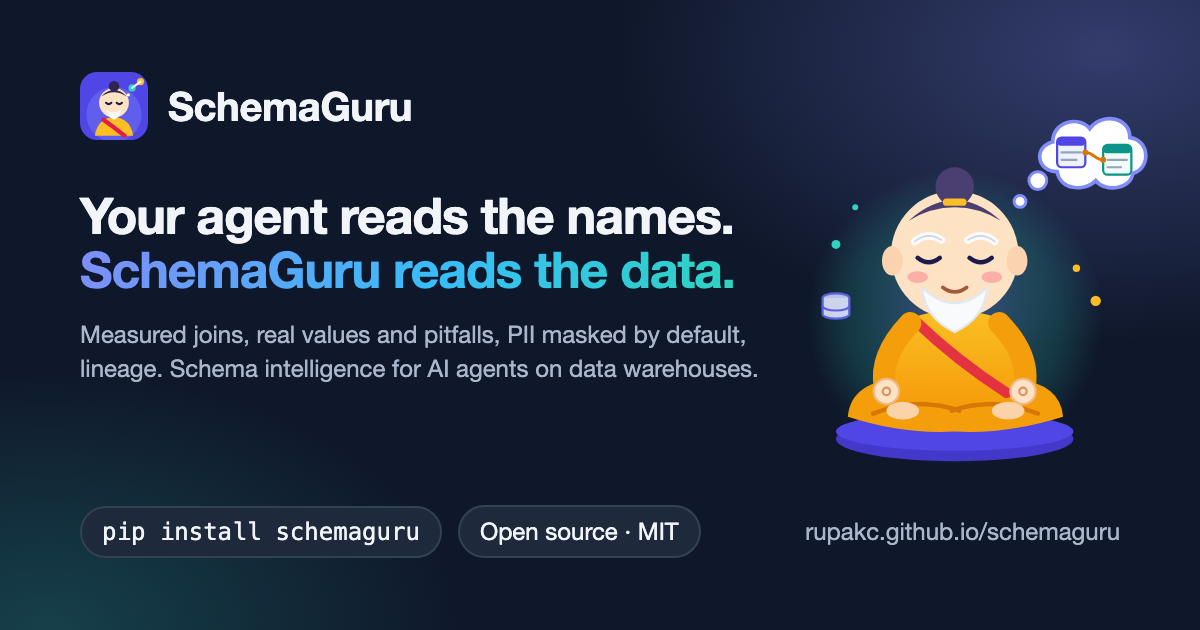 SchemaGuru
Your agent reads the names.
SchemaGuru reads the data.
Measured joins, real values and pitfalls, PII masked by default,
lineage. Schema intelligence for AI agents on data warehouses.
pip install schemaguru
Open source · MIT
rupakc.github.io/schemaguru